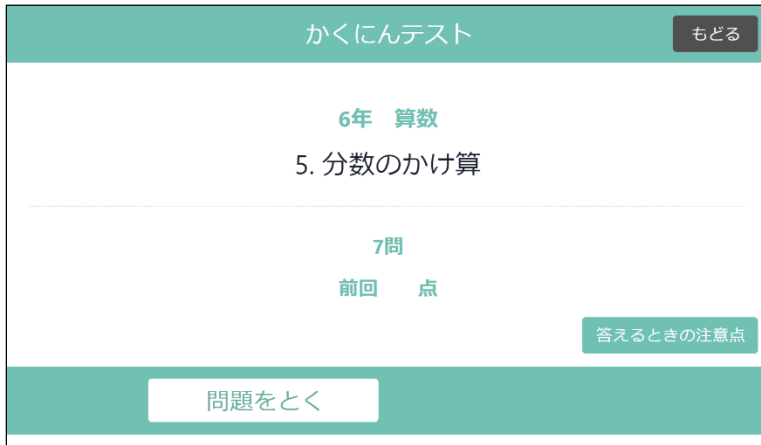 かくにんテスト
もどる
6年　算数
5. 分数のかけ算
7問
前回　　点
答えるときの注意点
問題をとく